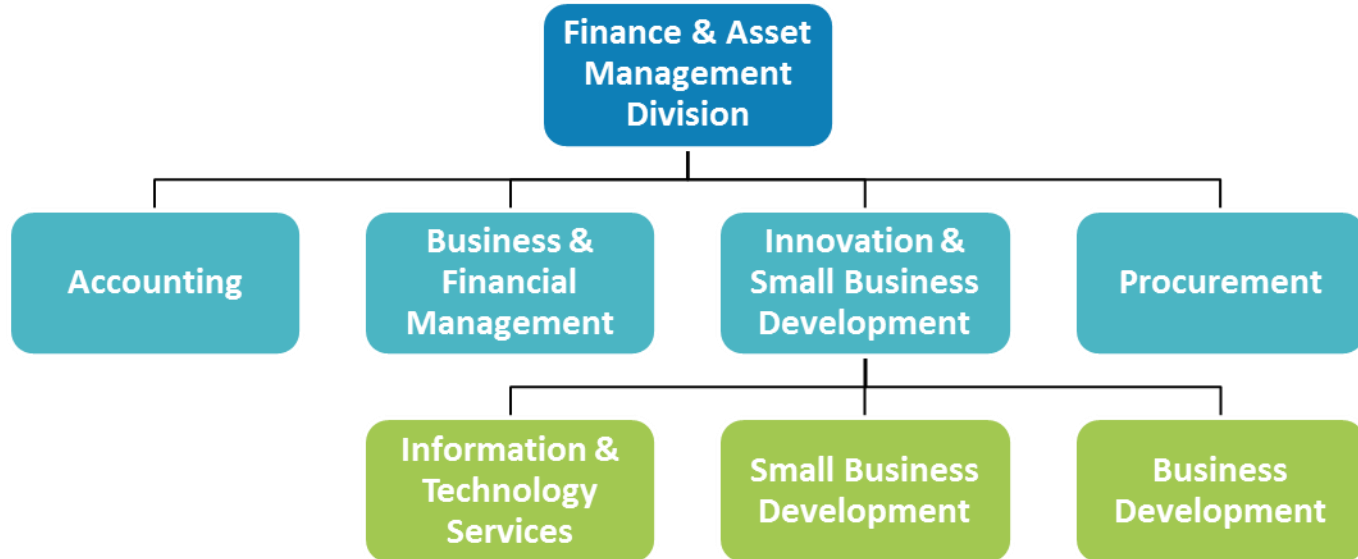 Finance & Asset
Management
Division
Accounting
Business &
Financial
Management
Innovation &
Small Business
Development
Procurement
Information &
Technology
Services
Small Business
Development
Business
Development